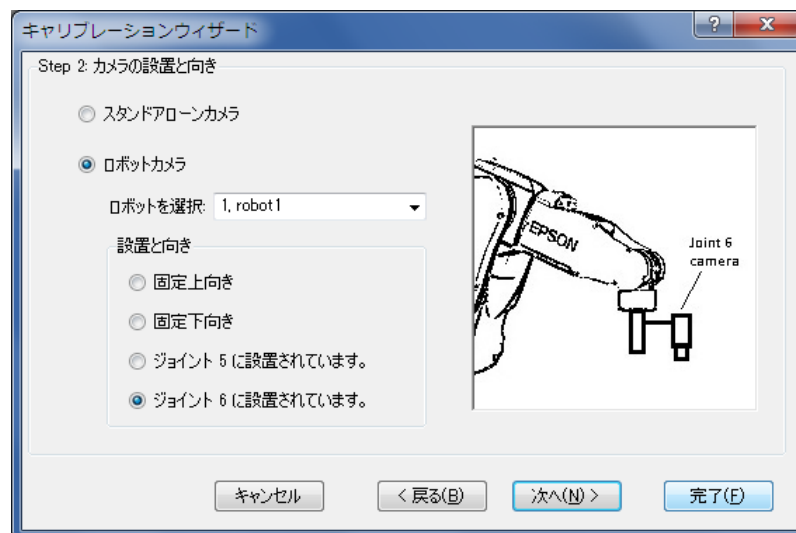 キャリブレーションウィザード
Step 2: カメラの設置と向き
スタンドアローンカメラ
ロボットカメラ
ロボットを選択: 1, robot1
設置と向き
固定上向き
固定下向き
ジョイント 5 に設置されています。
ジョイント 6 に設置されています。
EPSON
Joint 6
camera
キャンセル
< 戻る(B)
次へ(N) >
完了(F)